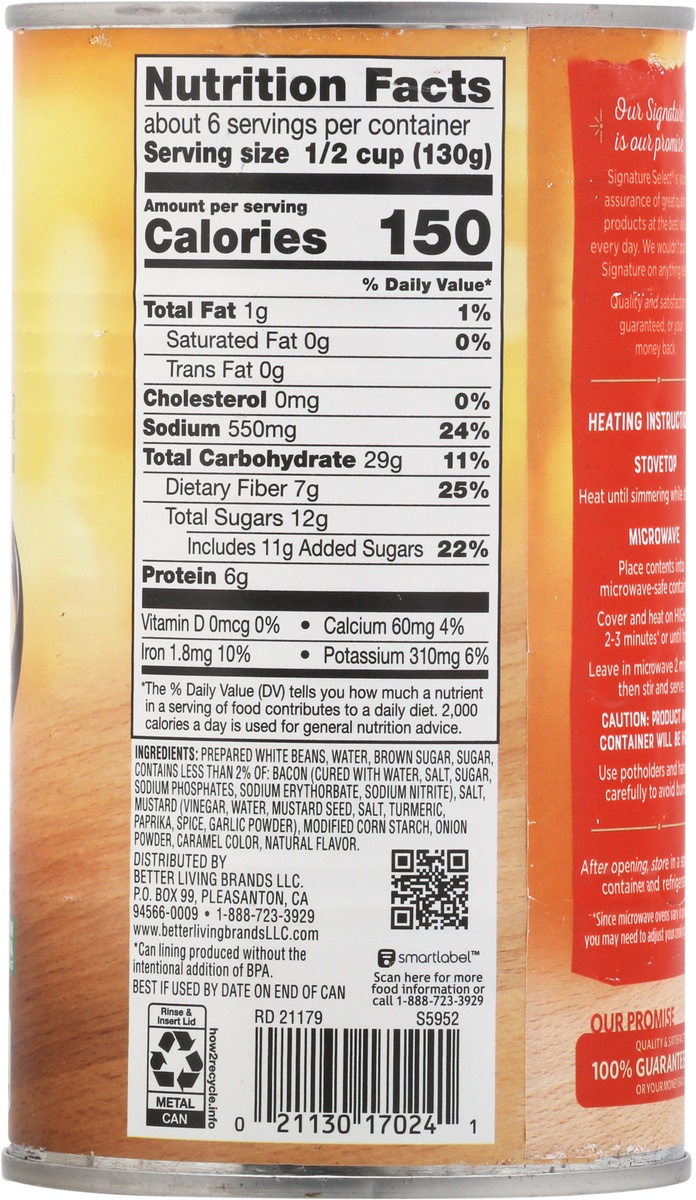 Nutrition Facts
about 6 servings per container
Serving size 1/2 cup (130g)
Amount per serving
Calories 150
% Daily Value*
Total Fat 1g 1%
Saturated Fat 0g 0%
Trans Fat 0g
Cholesterol 0mg 0%
Sodium 550mg 24%
Total Carbohydrate 29g 11%
Dietary Fiber 7g 25%
Total Sugars 12g
Includes 11g Added Sugars 22%
Protein 6g
Vitamin D 0mcg 0% • Calcium 60mg 4%
Iron 1.8mg 10% • Potassium 310mg 6%
*The % Daily Value (DV) tells you how much a nutrient
in a serving of food contributes to a daily diet. 2,000
calories a day is used for general nutrition advice.
INGREDIENTS: PREPARED WHITE BEANS, WATER, BROWN SUGAR, SUGAR,
CONTAINS LESS THAN 2% OF: BACON (CURED WITH WATER, SALT, SUGAR,
SODIUM PHOSPHATES, SODIUM ERYTHORBATE, SODIUM NITRITE), SALT,
MUSTARD (VINEGAR, WATER, MUSTARD SEED, SALT, TURMERIC,
PAPRIKA, SPICE, GARLIC POWDER), MODIFIED CORN STARCH, ONION
POWDER, CARAMEL COLOR, NATURAL FLAVOR.
DISTRIBUTED BY
BETTER LIVING BRANDS LLC.
P.O. BOX 99, PLEASANTON, CA
94566-0009 • 1-888-723-3929
www.betterlivingbrandsLLC.com
*Can lining produced without the
intentional addition of BPA.
BEST IF USED BY DATE ON END OF CAN
smartlabel™
Scan here for more
food information or
call 1-888-723-3929
Rinse &
Insert Lid
METAL
CAN
how2recycle.info
RD 21179 S5952
0 21130 17024 1
Our Signature
is our promise
Signature Select®
assurance of great
products at the best
every day. We wouldn't
Signature on anything
Quality and
guaranteed, or your
money back.
HEATING
STOVETOP
Heat until simmering while
MICROWAVE
Place contents into
microwave-safe
Cover and heat on HIGH
2-3 minutes* or until
Leave in microwave 2
then stir and serve.
CAUTION: PRODUCT
CONTAINER WILL BE
Use potholders and
carefully to avoid
After opening, store in a
container and
*Since microwave ovens
you may need to adjust your
OUR PROMISE
QUALITY &
100%
OR YOUR MONEY